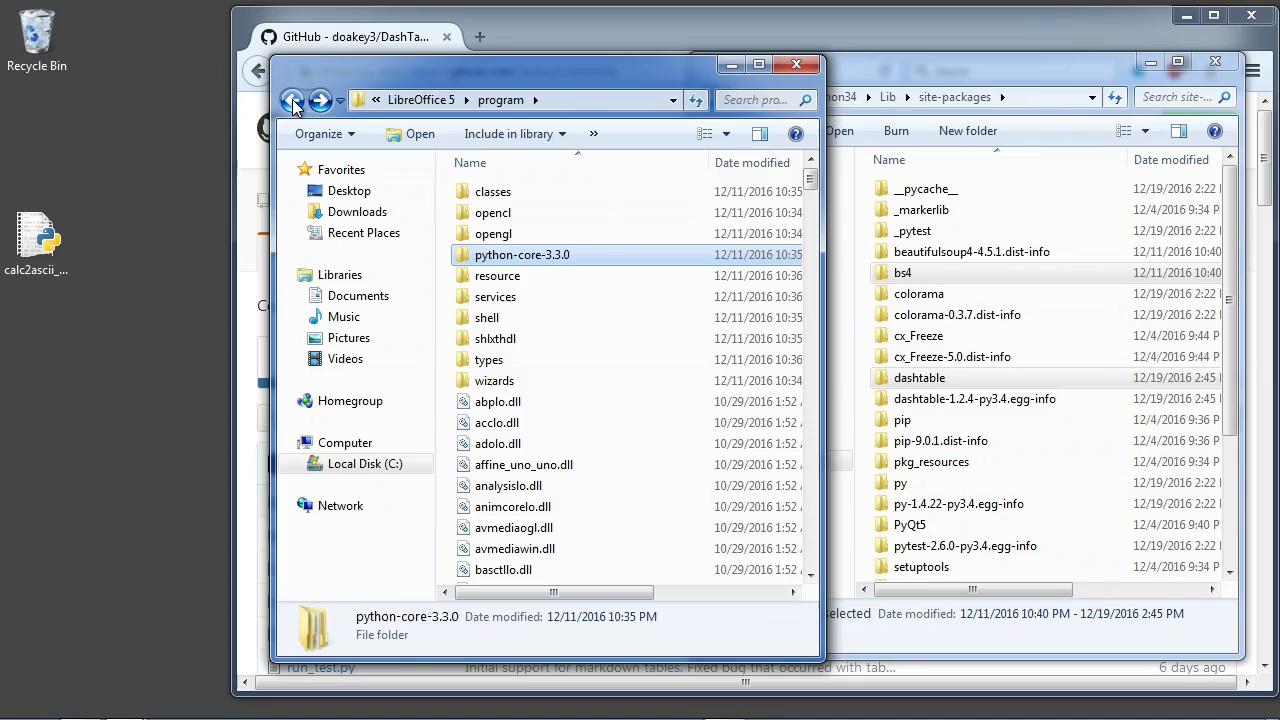 Recycle Bin
calc2ascii_...
GitHub - doakey3/DashTa...
« LibreOffice 5 program
Search pro...
Organize Open Include in library »
Favorites
Desktop
Downloads
Recent Places
Libraries
Documents
Music
Pictures
Videos
Homegroup
Computer
Local Disk (C:)
Network
Name Date modified
classes 12/11/2016 10:35
opencl 12/11/2016 10:34
opengl 12/11/2016 10:34
python-core-3.3.0 12/11/2016 10:35
resource 12/11/2016 10:35
services 12/11/2016 10:36
shell 12/11/2016 10:35
shlxthdl 12/11/2016 10:35
types 12/11/2016 10:36
wizards 12/11/2016 10:34
abplo.dll 10/29/2016 1:52
acclo.dll 10/29/2016 1:52
adolo.dll 10/29/2016 1:52
affine_uno_uno.dll 10/29/2016 1:52
analysislo.dll 10/29/2016 1:52
animcorelo.dll 10/29/2016 1:52
avmediaogl.dll 10/29/2016 1:52
avmediawin.dll 10/29/2016 1:52
basctllo.dll 10/29/2016 1:52
python-core-3.3.0 Date modified: 12/11/2016 10:35 PM
File folder
hon34 Lib site-packages
Search site-...
Open Burn New folder
Name Date modified
__pycache__ 12/19/2016 2:22 P
_markerlib 12/4/2016 9:34 P
_pytest 12/19/2016 2:22 P
beautifulsoup4-4.5.1.dist-info 12/11/2016 10:40
bs4 12/11/2016 10:40
colorama 12/19/2016 2:22 P
colorama-0.3.7.dist-info 12/19/2016 2:22 P
cx_Freeze 12/4/2016 9:44 P
cx_Freeze-5.0.dist-info 12/4/2016 9:44 P
dashtable 12/19/2016 2:45 P
dashtable-1.2.4-py3.4.egg-info 12/19/2016 2:45 P
pip 12/4/2016 9:34 P
pip-9.0.1.dist-info 12/4/2016 9:34 P
pkg_resources 12/4/2016 9:34 P
py 12/19/2016 2:22 P
py-1.4.22-py3.4.egg-info 12/19/2016 2:22 P
PyQt5 12/4/2016 9:40 P
pytest-2.6.0-py3.4.egg-info 12/19/2016 2:22 P
setuptools 12/4/2016 9:34 P
selected Date modified: 12/11/2016 10:40 PM - 12/19/2016 2:45 PM
run_test.py Initial support for markdown tables. Fixed bug that occurred with tab... 6 days ago